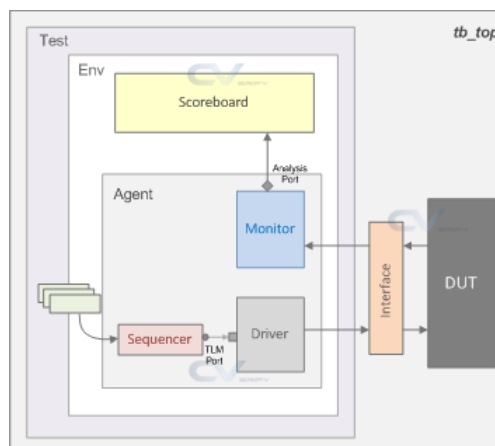 tb_top
Test
Env
Scoreboard
Analysis
Port
Agent
Monitor
Interface
DUT
Sequencer
TLM
Port
Driver